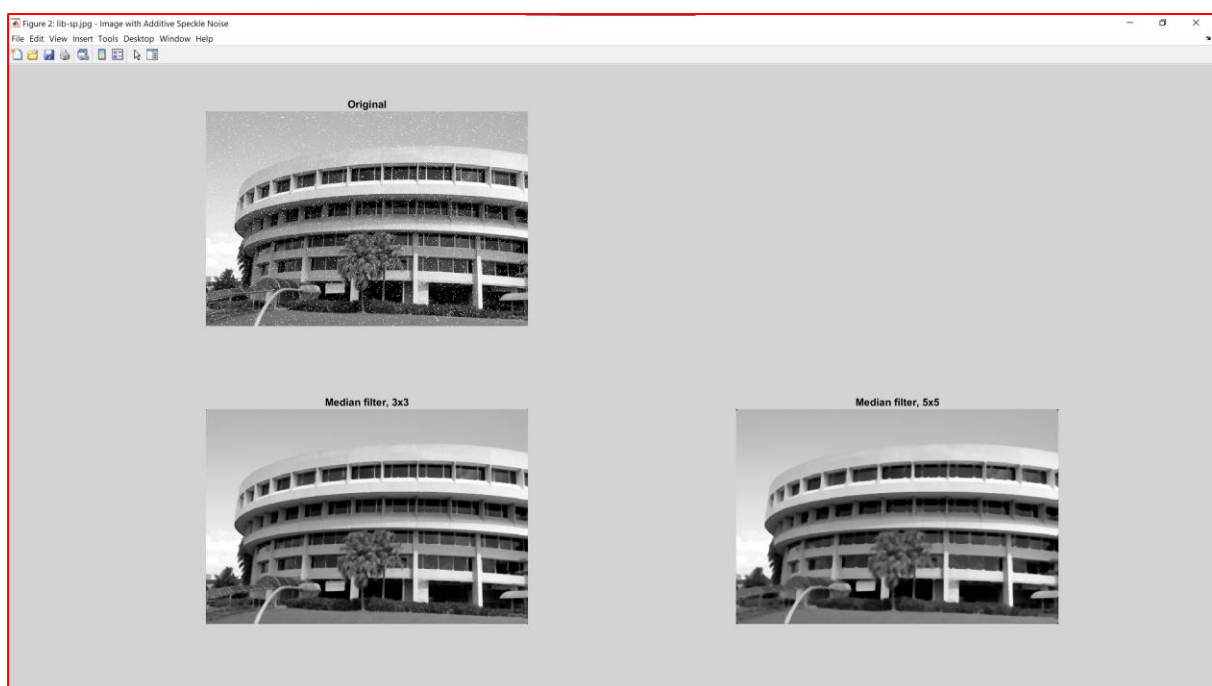 Figure 2: lib-sp.jpg - Image with Additive Speckle Noise
File Edit View Insert Tools Desktop Window Help
Original
Median filter, 3x3
Median filter, 5x5